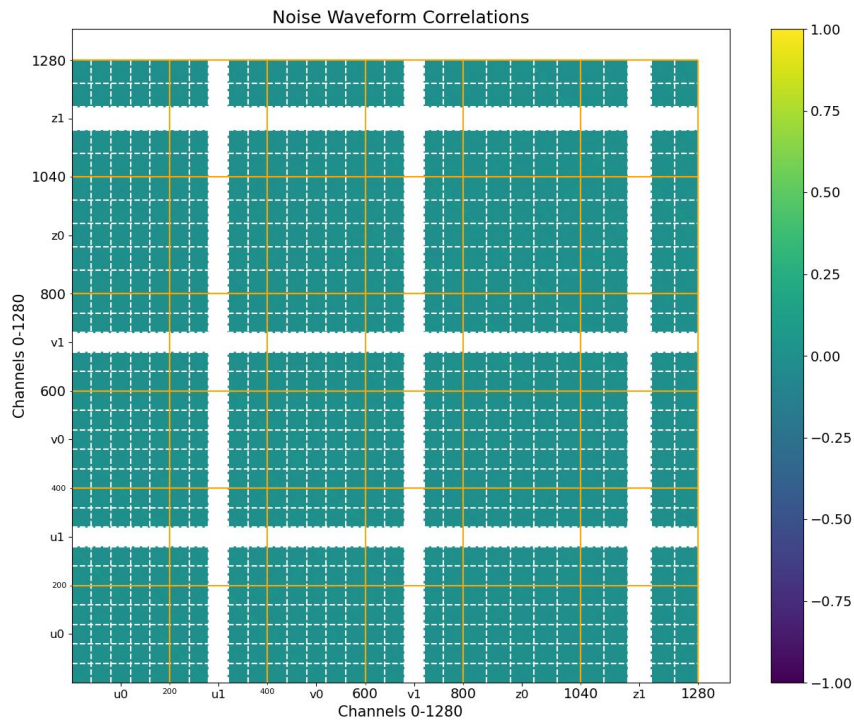 Noise Waveform Correlations
1280
z1
1040
z0
800
v1
600
v0
400
u1
200
u0
Channels 0-1280
u0 200 u1 400 v0 600 v1 800 z0 1040 z1 1280
Channels 0-1280
1.00
0.75
0.50
0.25
0.00
−0.25
−0.50
−0.75
−1.00